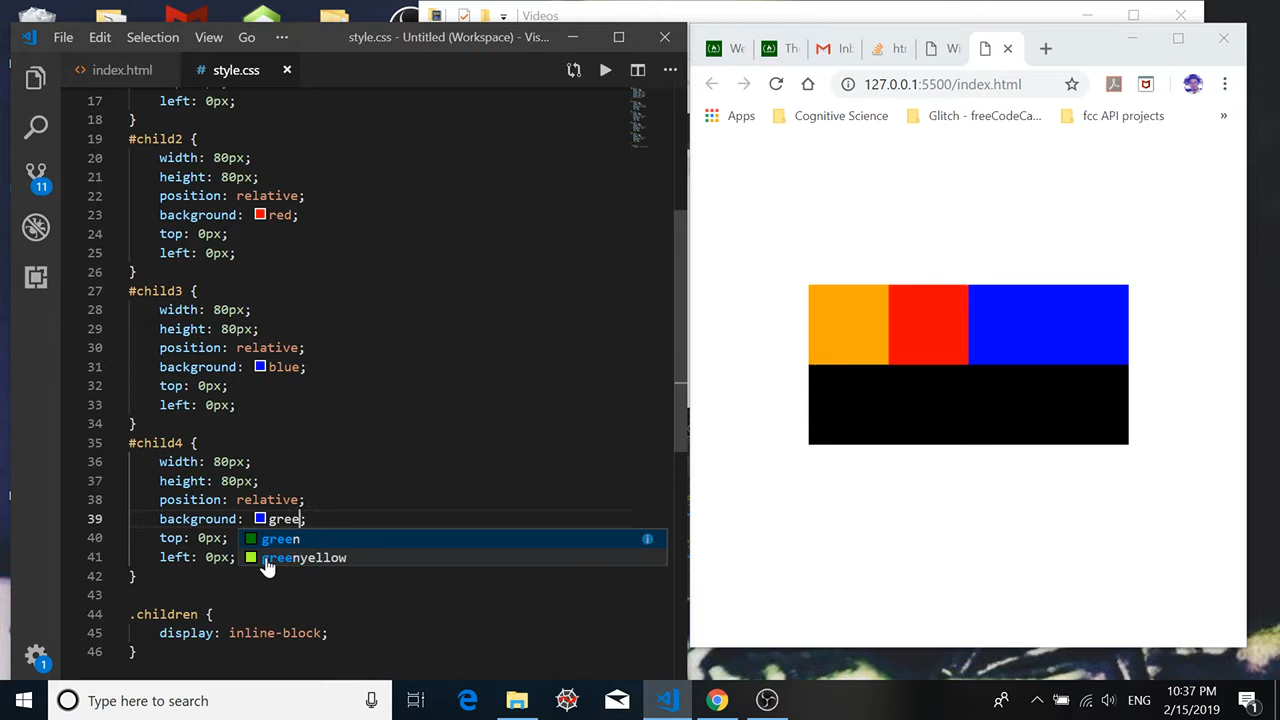 Videos
File Edit Selection View Go ··· style.css - Untitled (Workspace) - Vis...
We Th Inl htt Wi
<> index.html # style.css
127.0.0.1:5500/index.html
Apps Cognitive Science Glitch - freeCodeCa... fcc API projects »
17 left: 0px;
18 }
19 #child2 {
20 width: 80px;
21 height: 80px;
22 position: relative;
23 background: red;
24 top: 0px;
25 left: 0px;
26 }
27 #child3 {
28 width: 80px;
29 height: 80px;
30 position: relative;
31 background: blue;
32 top: 0px;
33 left: 0px;
34 }
35 #child4 {
36 width: 80px;
37 height: 80px;
38 position: relative;
39 background: gree;
40 top: 0px;
green
41 left: 0px;
greenyellow
42 }
43
44 .children {
45 display: inline-block;
46 }
11
1
Type here to search
ENG
10:37 PM
2/15/2019
1